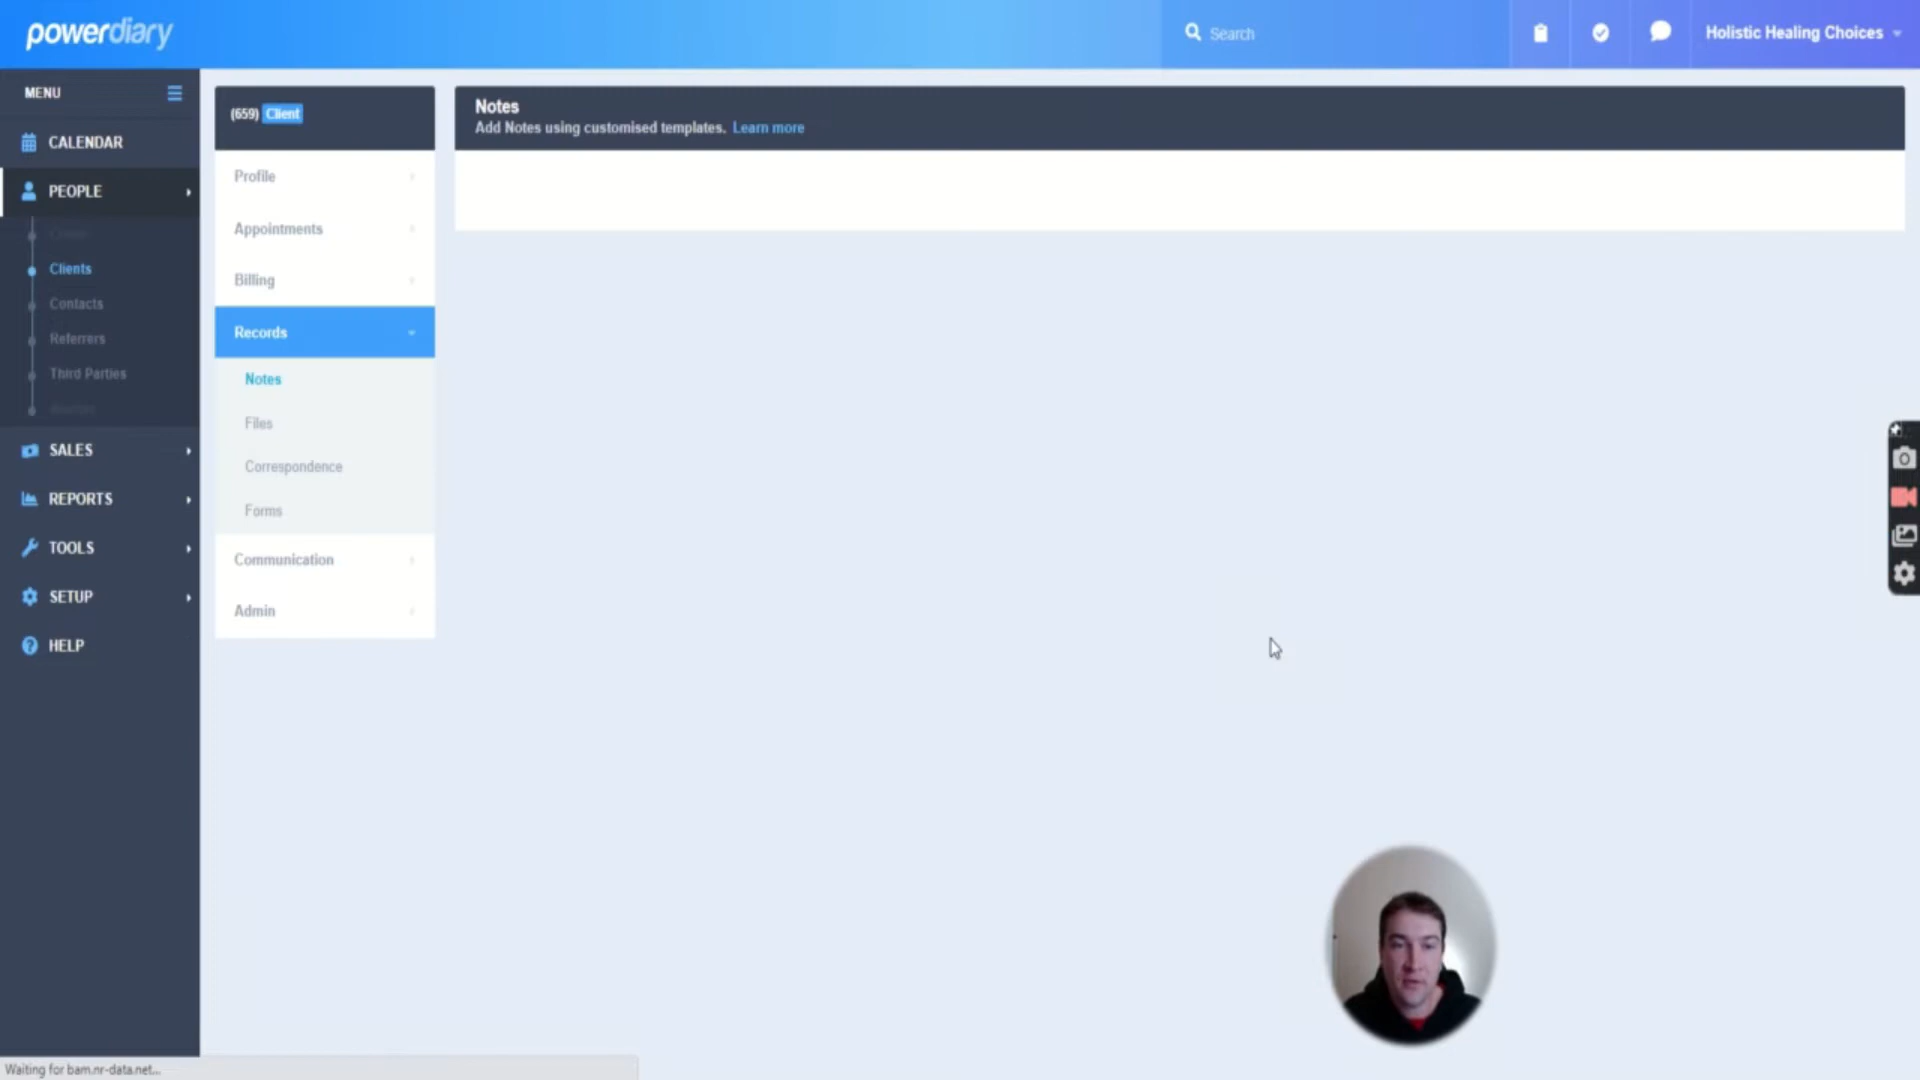 powerdiary
Search
Holistic Healing Choices
MENU
CALENDAR
PEOPLE
Clients
Contacts
Referrers
Third Parties
SALES
REPORTS
TOOLS
SETUP
HELP
(659) Client
Profile
Appointments
Billing
Records
Notes
Files
Correspondence
Forms
Communication
Admin
Notes
Add Notes using customised templates. Learn more
Waiting for bam.nr-data.net...